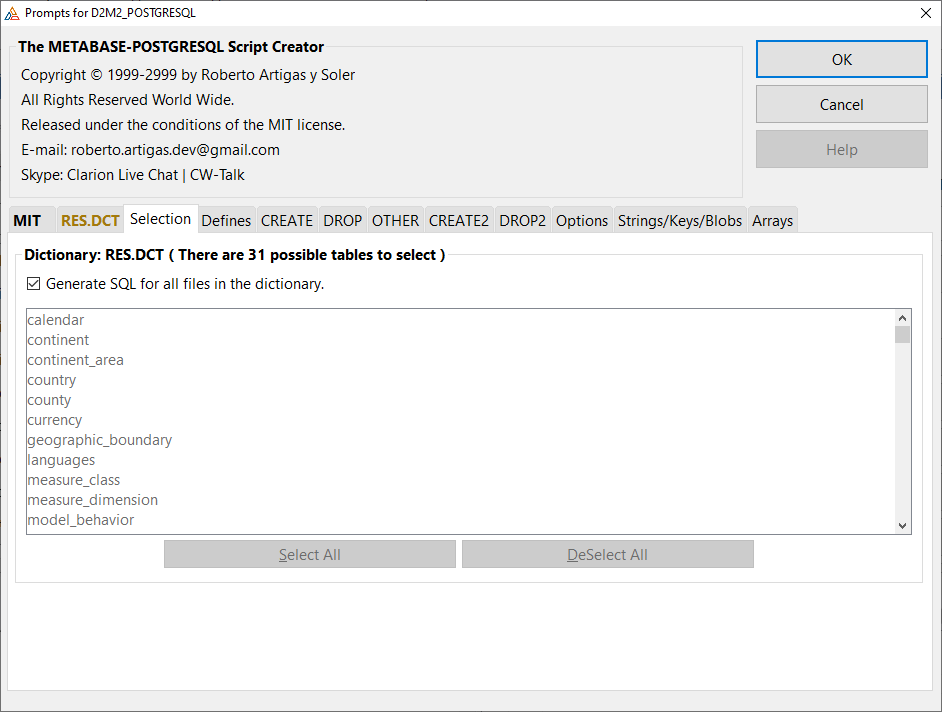 Prompts for D2M2_POSTGRESQL
The METABASE-POSTGRESQL Script Creator
Copyright © 1999-2999 by Roberto Artigas y Soler
All Rights Reserved World Wide.
Released under the conditions of the MIT license.
E-mail: roberto.artigas.dev@gmail.com
Skype: Clarion Live Chat | CW-Talk
OK
Cancel
Help
MIT RES.DCT Selection Defines CREATE DROP OTHER CREATE2 DROP2 Options Strings/Keys/Blobs Arrays
Dictionary: RES.DCT ( There are 31 possible tables to select )
Generate SQL for all files in the dictionary.
calendar
continent
continent_area
country
county
currency
geographic_boundary
languages
measure_class
measure_dimension
model_behavior
Select All DeSelect All